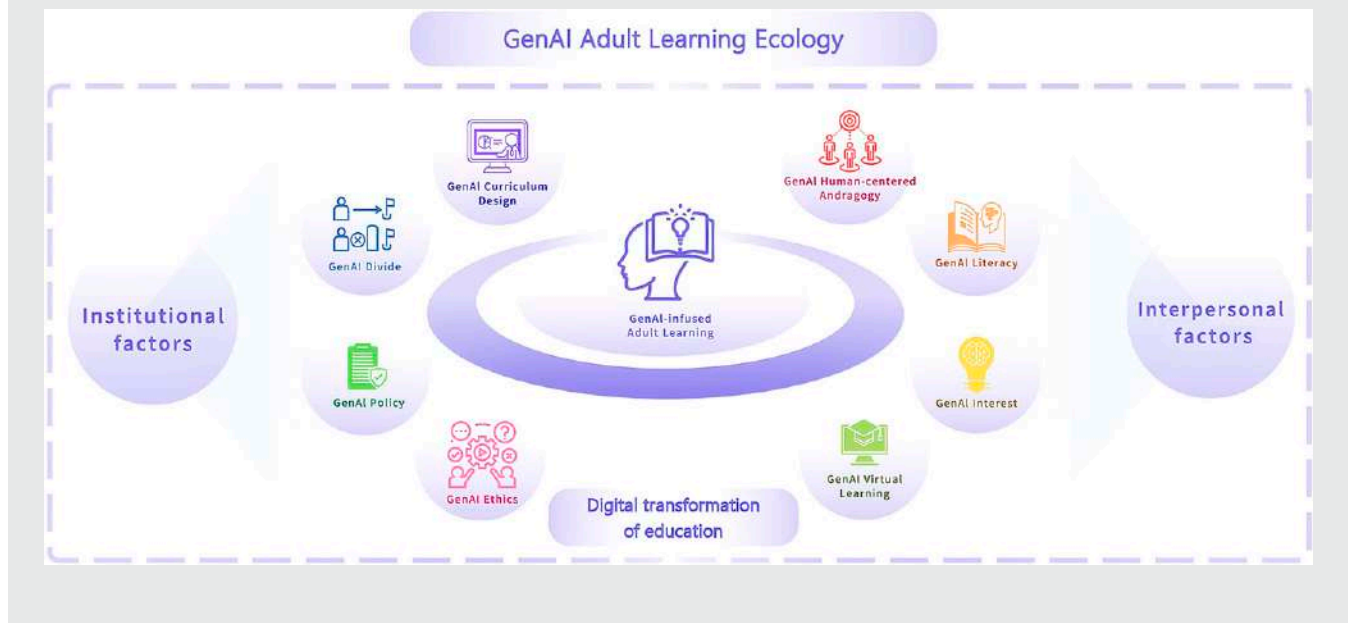 GenAI Adult Learning Ecology
GenAI Curriculum
Design
GenAI Human-centered
Andragogy
GenAI Divide
GenAI Literacy
Institutional
factors
GenAI-infused
Adult Learning
Interpersonal
factors
GenAI Policy
GenAI Interest
GenAI Ethics
GenAI Virtual
Learning
Digital transformation
of education